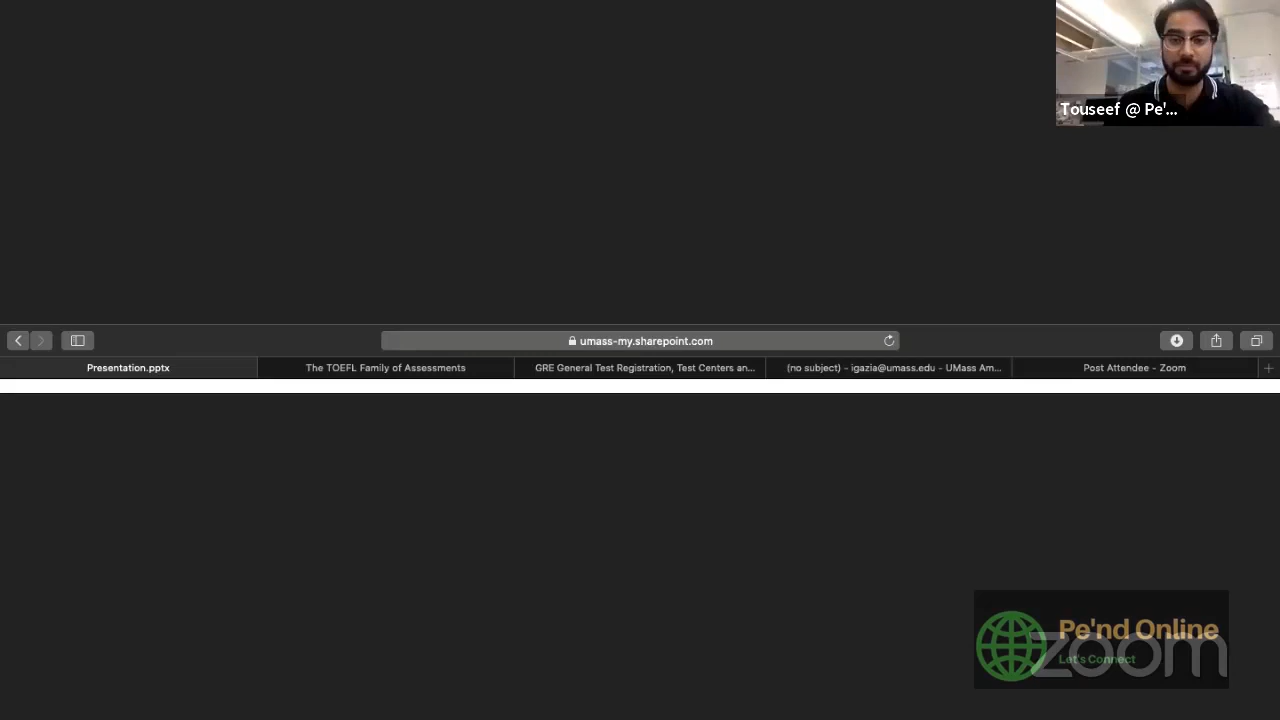 Touseef @ Pe'...
umass-my.sharepoint.com
Presentation.pptx
The TOEFL Family of Assessments
GRE General Test Registration, Test Centers an...
(no subject) – igazia@umass.edu - UMass Am...
Post Attendee - Zoom
Pe'nd Online
Let's Connect
zoom